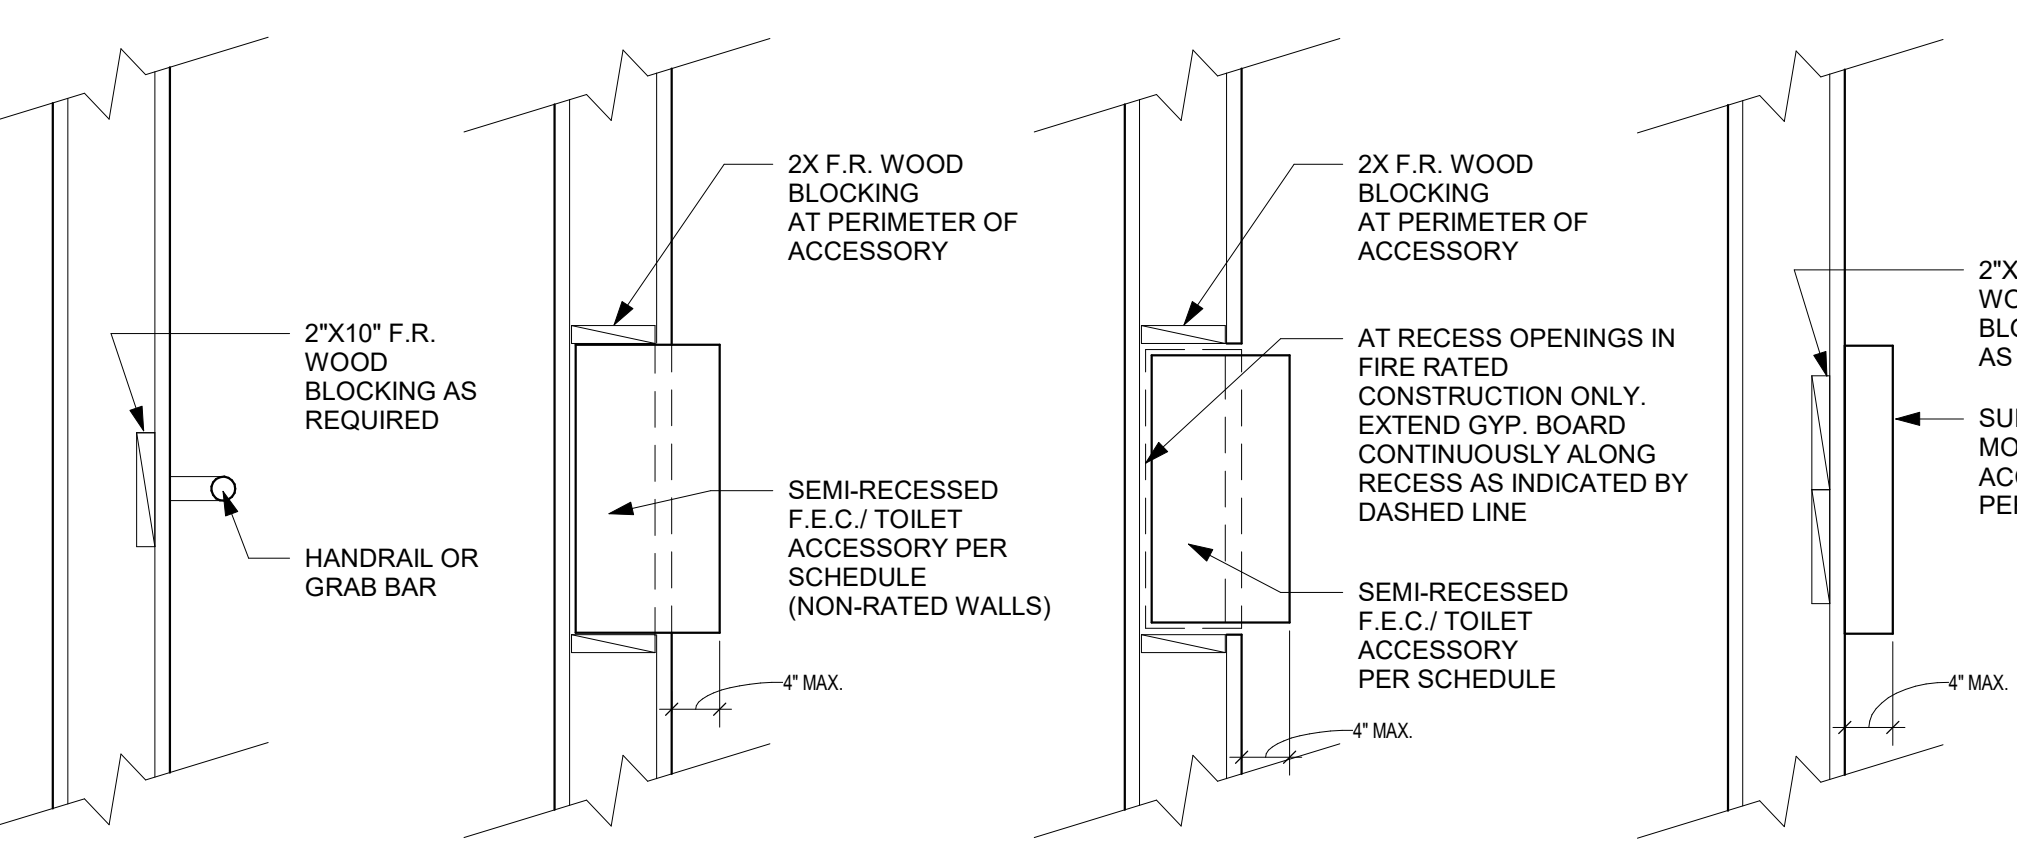 2"X10" F.R.
WOOD
BLOCKING AS
REQUIRED
HANDRAIL OR
GRAB BAR
2X F.R. WOOD
BLOCKING
AT PERIMETER OF
ACCESSORY
SEMI-RECESSED
F.E.C./ TOILET
ACCESSORY PER
SCHEDULE
(NON-RATED WALLS)
4" MAX.
2X F.R. WOOD
BLOCKING
AT PERIMETER OF
ACCESSORY
AT RECESS OPENINGS IN
FIRE RATED
CONSTRUCTION ONLY.
EXTEND GYP. BOARD
CONTINUOUSLY ALONG
RECESS AS INDICATED BY
DASHED LINE
SEMI-RECESSED
F.E.C./ TOILET
ACCESSORY
PER SCHEDULE
4" MAX.
2"X
AS
4" MAX.